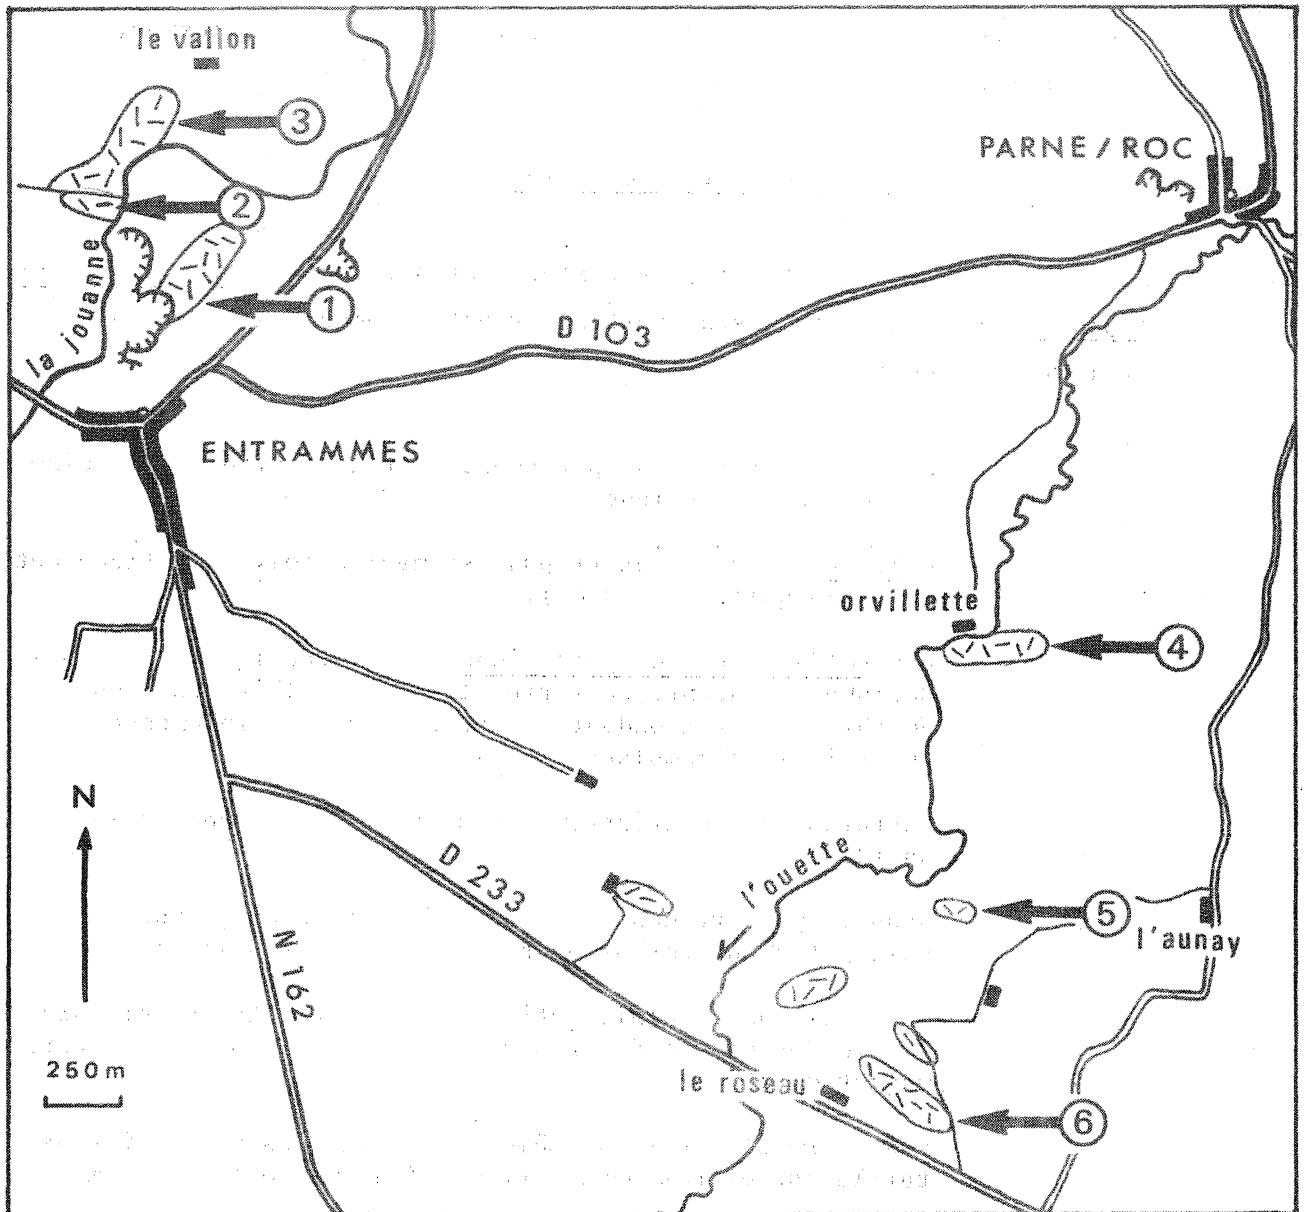 le vallon
3
PARNE / ROC
2
la jouanne
1
D 103
ENTRAMMES
orvillette
4
N
D 233
l'ouette
5
l'aunay
N 162
250 m
le roseau
6